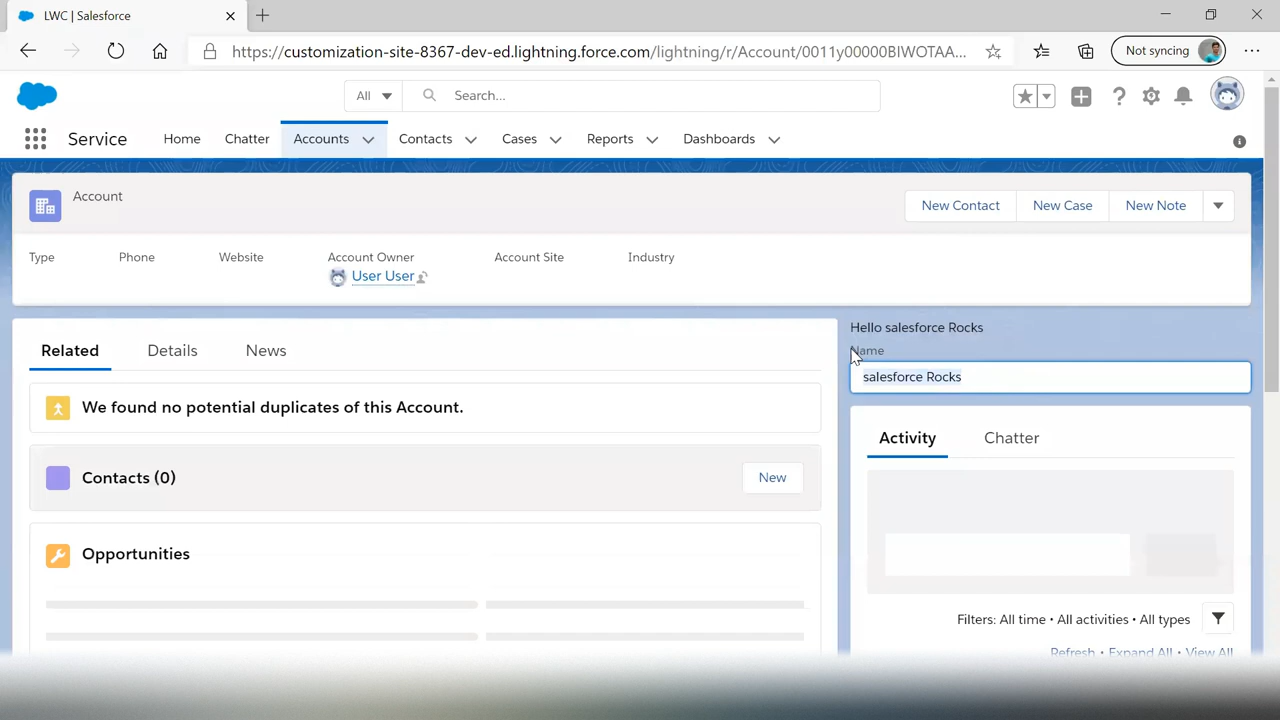 LWC | Salesforce
https://customization-site-8367-dev-ed.lightning.force.com/lightning/r/Account/0011y00000BIWOTAA...
Not syncing
All
Search...
Service
Home
Chatter
Accounts
Contacts
Cases
Reports
Dashboards
Account
New Contact
New Case
New Note
Type
Phone
Website
Account Owner
Account Site
Industry
User User
Related
Details
News
Hello salesforce Rocks
Name
salesforce Rocks
We found no potential duplicates of this Account.
Contacts (0)
New
Opportunities
Activity
Chatter
Filters: All time • All activities • All types
Refresh • Expand All • View All